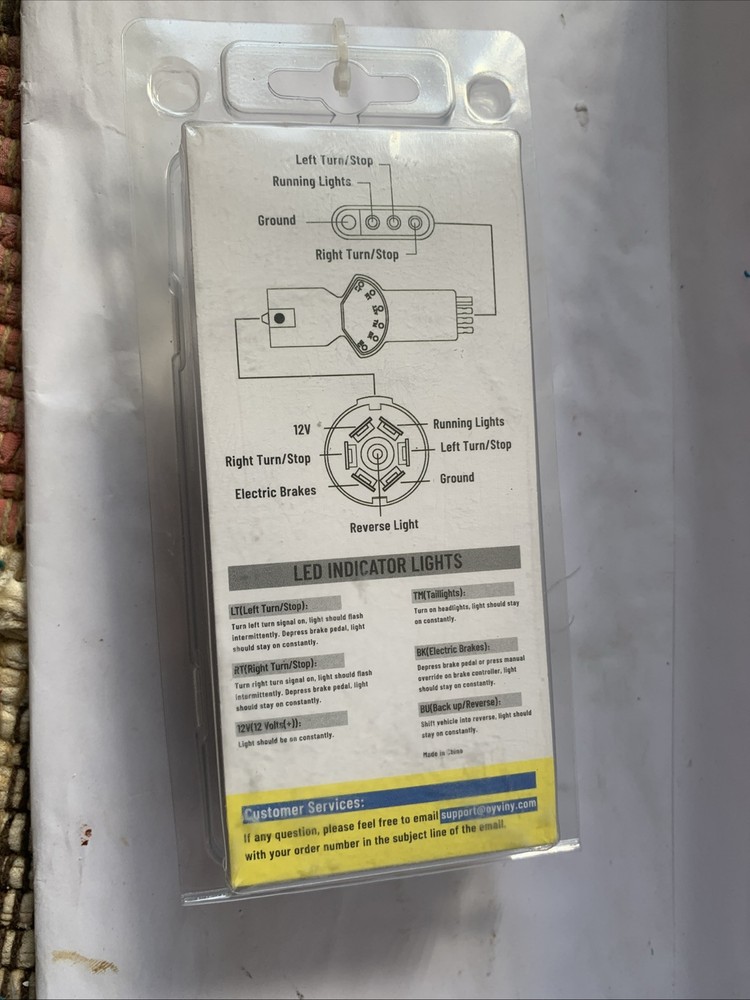 Left Turn/Stop
Running Lights
Ground
Right Turn/Stop
12V
Running Lights
Right Turn/Stop
Left Turn/Stop
Electric Brakes
Ground
Reverse Light
LED INDICATOR LIGHTS
LT(Left Turn/Stop):
Turn left turn signal on, light should flash
intermittently. Depress brake pedal, light
should stay on constantly.
RT(Right Turn/Stop):
Turn right turn signal on, light should flash
intermittently. Depress brake pedal, light
should stay on constantly.
12V(12 Volts(+)):
Light should be on constantly.
TM(Taillights):
Turn on headlights, light should stay
on constantly.
BK(Electric Brakes):
Depress brake pedal or press manual
override on brake controller, light
should stay on constantly.
BU(Back up/Reverse):
Shift vehicle into reverse, light should
stay on constantly.
Made in China
Customer Services:
If any question, please feel free to email support@oyviny.com
with your order number in the subject line of the email.